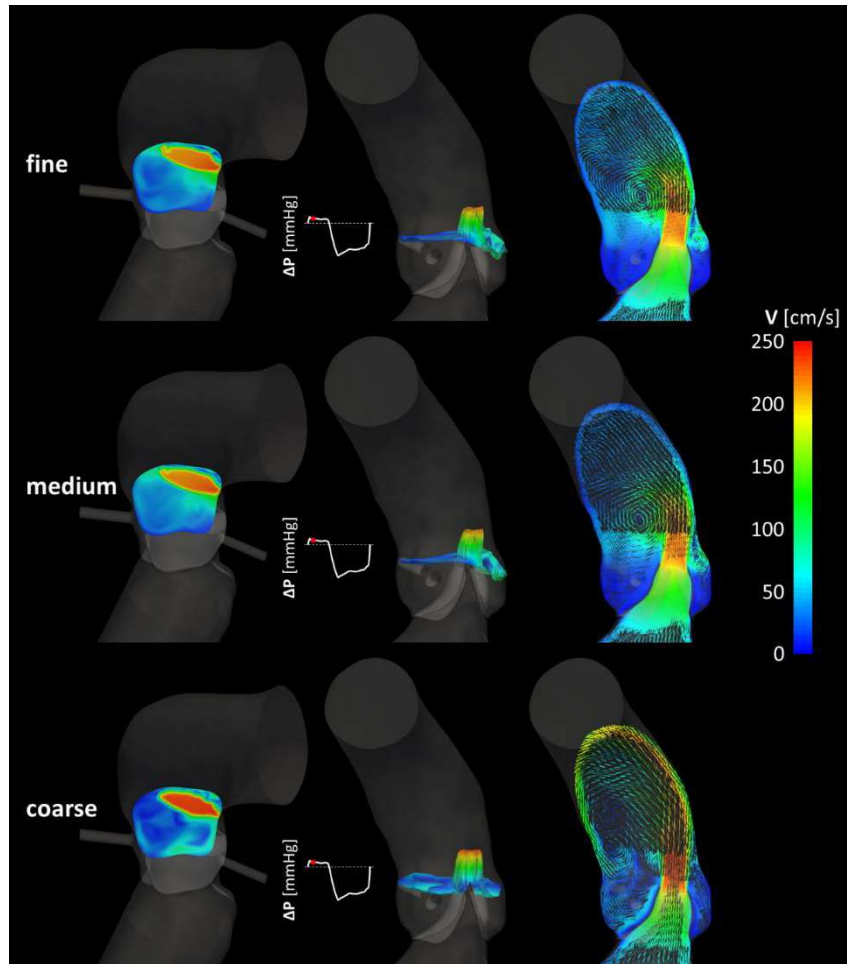 fine
ΔP [mmHg]
V [cm/s]
250
200
150
100
50
0
medium
ΔP [mmHg]
coarse
ΔP [mmHg]